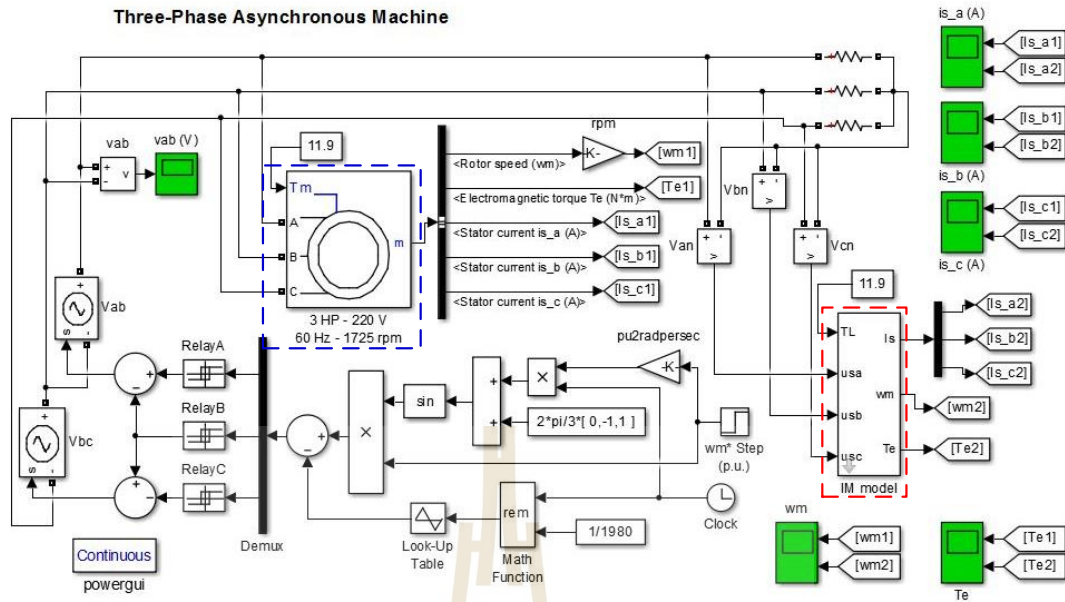 Three-Phase Asynchronous Machine
is_a (A)
[Is_a1]
[Is_a2]
[Is_b1]
[Is_b2]
is_b (A)
[Is_c1]
[Is_c2]
is_c (A)
vab
vab (V)
+
-
v
11.9
Tm
A
B
C
m
3 HP - 220 V
60 Hz - 1725 rpm
rpm
-K-
<Rotor speed (wm)>
[wm1]
<Electromagnetic torque Te (N*m)>
[Te1]
<Stator current is_a (A)>
[Is_a1]
<Stator current is_b (A)>
[Is_b1]
<Stator current is_c (A)>
[Is_c1]
Vbn
+ -
v
Van
+ -
v
Vcn
+ -
v
11.9
TL
usa
usb
usc
Is
wm
Te
IM model
[Is_a2]
[Is_b2]
[Is_c2]
[wm2]
[Te2]
+
s
-
Vab
+
s
-
Vbc
RelayA
RelayB
RelayC
Demux
sin
+
+
×
×
pu2radpersec
-K-
2*pi/3*[ 0,-1,1 ]
wm* Step
(p.u.)
Clock
rem
Math
Function
1/1980
Look-Up
Table
Continuous
powergui
wm
[wm1]
[wm2]
[Te1]
[Te2]
Te